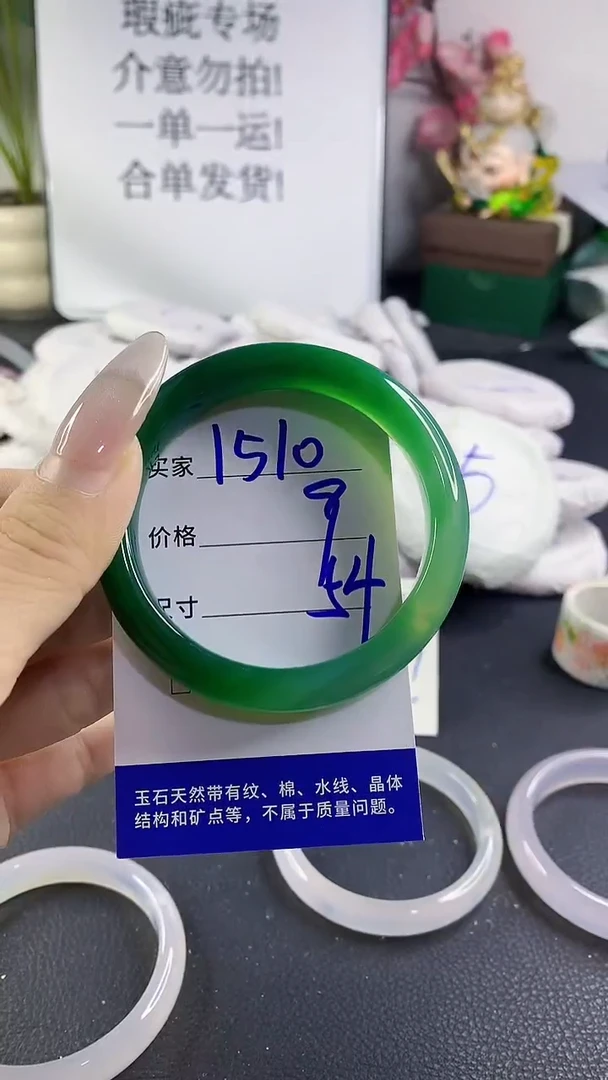 瑕疵专场
介意勿拍!
一单一运!
合单发货!
买家 1510
9
价格
尺寸 54
5
玉石天然带有纹、棉、水线、晶体
结构和矿点等，不属于质量问题。